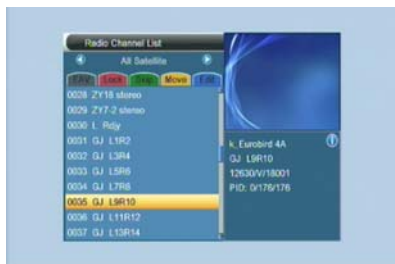 Radio Channel List
All Satellite
FAV Lock Skip Move Edit
0028 ZY18 stereo
0029 ZY7-2 stereo
0030 L Rdjy
0031 GJ L1R2
0032 GJ L3R4
0033 GJ L5R6
0034 GJ L7R8
0035 GJ L9R10
0036 GJ L11R12
0037 GJ L13R14
k_Eurobird 4A
GJ L9R10
12630/V/18001
PID: 0/176/176